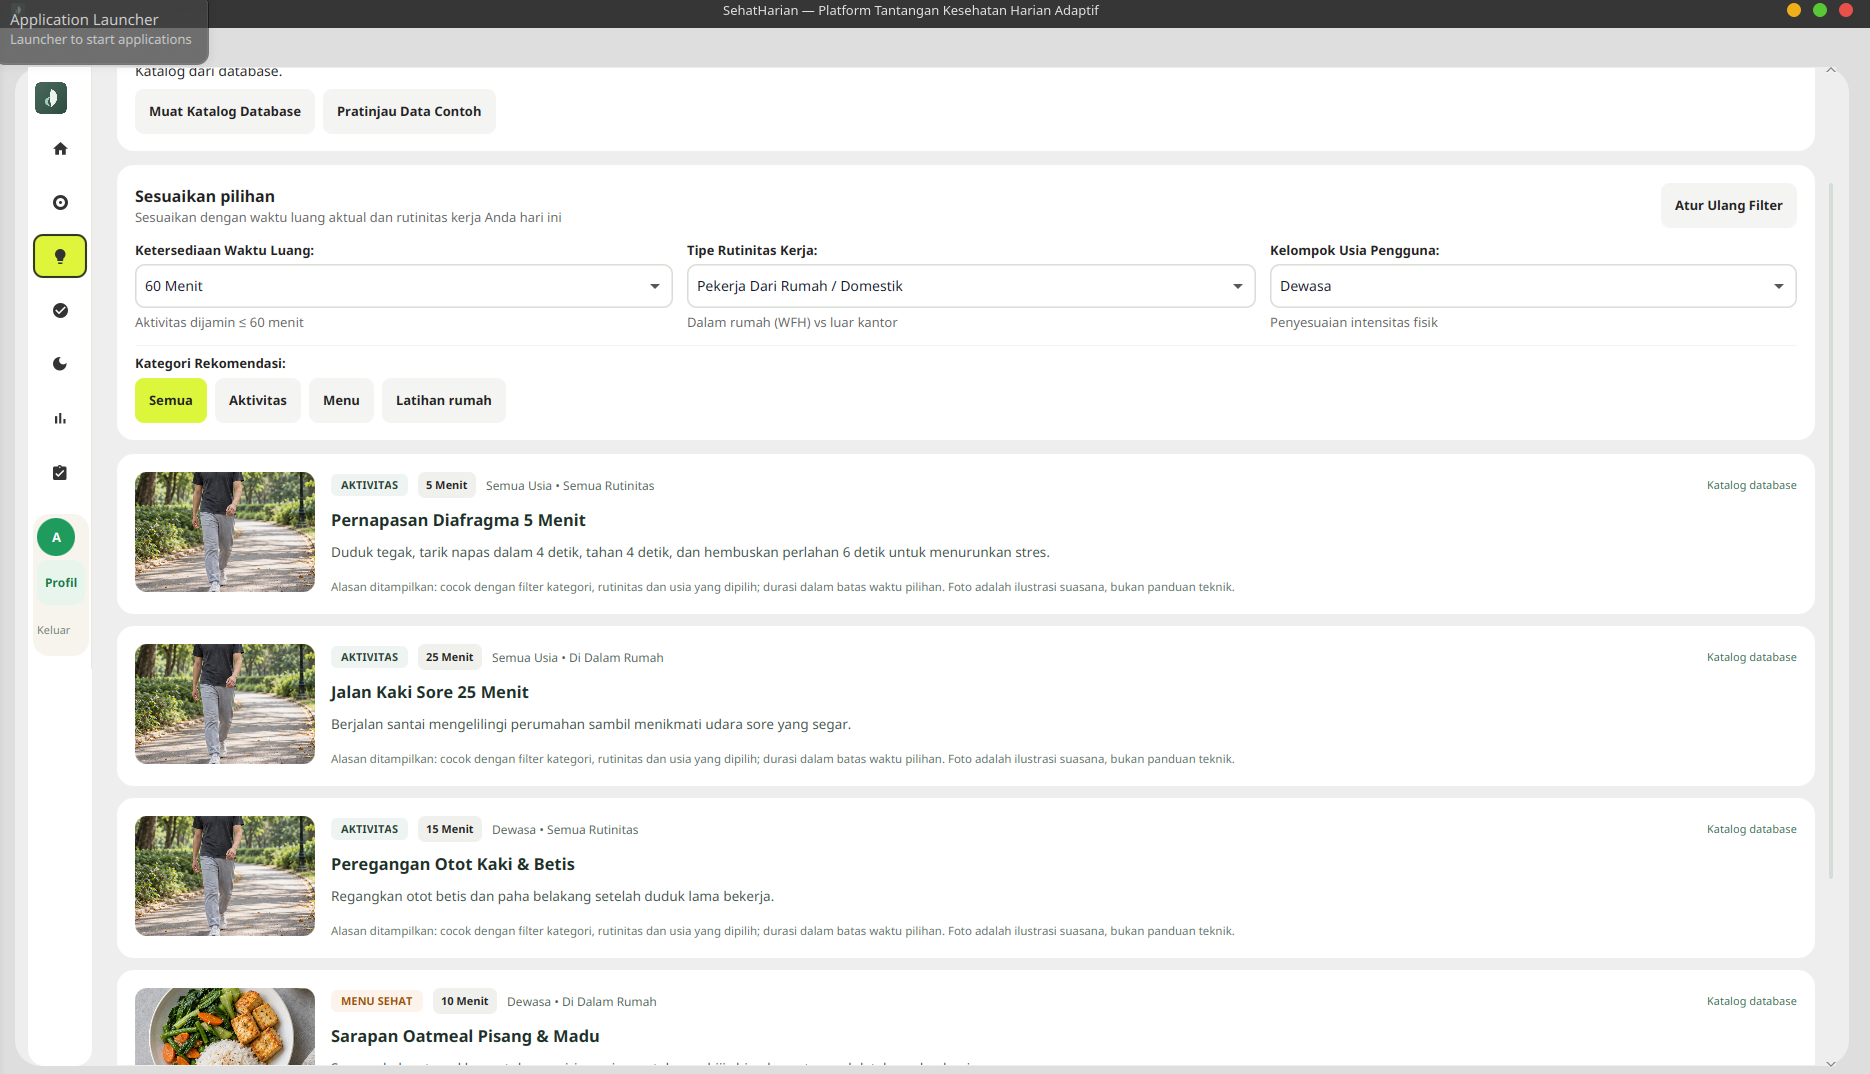 Application Launcher
Launcher to start applications
SehatHarian — Platform Tantangan Kesehatan Harian Adaptif
Katalog dari database.
Muat Katalog Database
Pratinjau Data Contoh
Sesuaikan pilihan
Sesuaikan dengan waktu luang aktual dan rutinitas kerja Anda hari ini
Atur Ulang Filter
Ketersediaan Waktu Luang:
60 Menit
Aktivitas dijamin ≤ 60 menit
Tipe Rutinitas Kerja:
Pekerja Dari Rumah / Domestik
Dalam rumah (WFH) vs luar kantor
Kelompok Usia Pengguna:
Dewasa
Penyesuaian intensitas fisik
Kategori Rekomendasi:
Semua
Aktivitas
Menu
Latihan rumah
A
Profil
Keluar
AKTIVITAS 5 Menit Semua Usia • Semua Rutinitas
Katalog database
Pernapasan Diafragma 5 Menit
Duduk tegak, tarik napas dalam 4 detik, tahan 4 detik, dan hembuskan perlahan 6 detik untuk menurunkan stres.
Alasan ditampilkan: cocok dengan filter kategori, rutinitas dan usia yang dipilih; durasi dalam batas waktu pilihan. Foto adalah ilustrasi suasana, bukan panduan teknik.
AKTIVITAS 25 Menit Semua Usia • Di Dalam Rumah
Katalog database
Jalan Kaki Sore 25 Menit
Berjalan santai mengelilingi perumahan sambil menikmati udara sore yang segar.
Alasan ditampilkan: cocok dengan filter kategori, rutinitas dan usia yang dipilih; durasi dalam batas waktu pilihan. Foto adalah ilustrasi suasana, bukan panduan teknik.
AKTIVITAS 15 Menit Dewasa • Semua Rutinitas
Katalog database
Peregangan Otot Kaki & Betis
Regangkan otot betis dan paha belakang setelah duduk lama bekerja.
Alasan ditampilkan: cocok dengan filter kategori, rutinitas dan usia yang dipilih; durasi dalam batas waktu pilihan. Foto adalah ilustrasi suasana, bukan panduan teknik.
MENU SEHAT 10 Menit Dewasa • Di Dalam Rumah
Katalog database
Sarapan Oatmeal Pisang & Madu